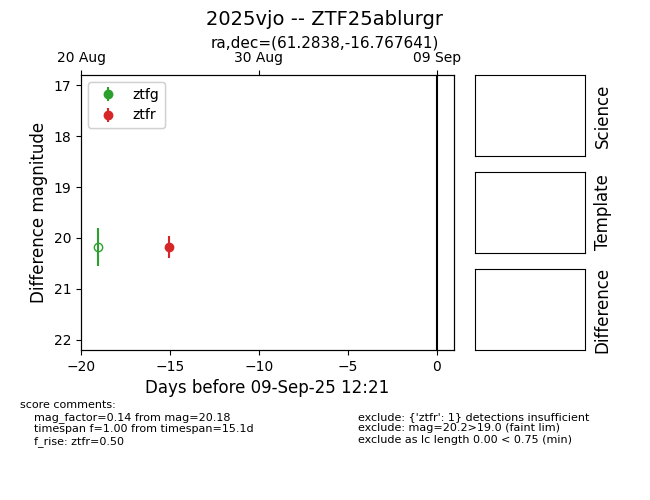 2025vjo -- ZTF25ablurgr
ra,dec=(61.2838,-16.767641)
20 Aug
30 Aug
09 Sep
ztfg
ztfr
17
18
19
20
21
22
Difference magnitude
−20
−15
−10
−5
0
Days before 09-Sep-25 12:21
Science
Template
Difference
score comments:
mag_factor=0.14 from mag=20.18
timespan f=1.00 from timespan=15.1d
f_rise: ztfr=0.50
exclude: {'ztfr': 1} detections insufficient
exclude: mag=20.2>19.0 (faint lim)
exclude as lc length 0.00 < 0.75 (min)